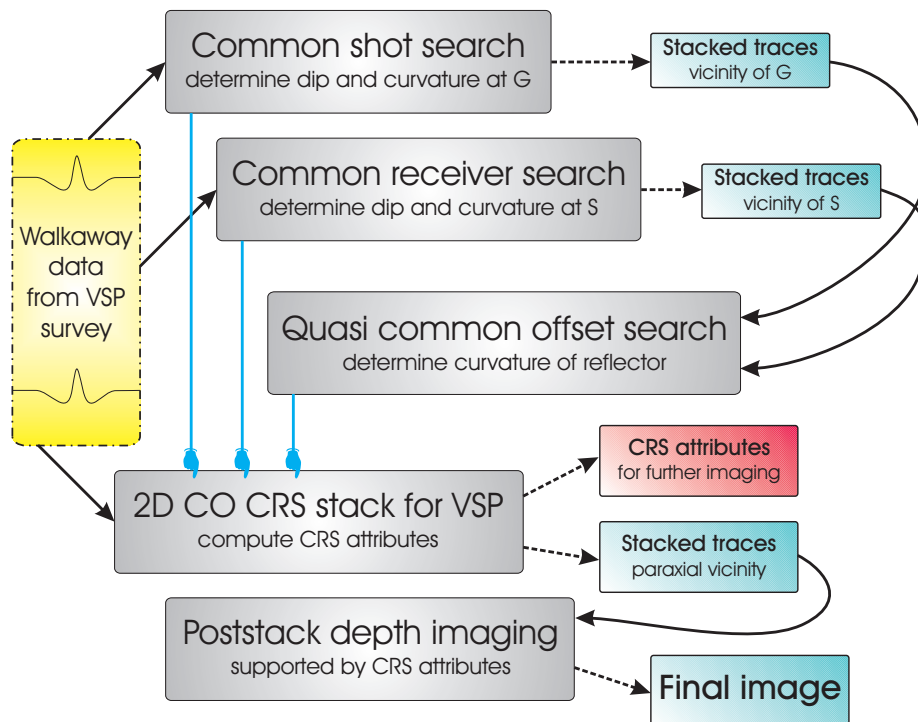 Common shot search
determine dip and curvature at G
Stacked traces
vicinity of G
Common receiver search
determine dip and curvature at S
Stacked traces
vicinity of S
Walkaway
data
from VSP
survey
Quasi common offset search
determine curvature of reflector
CRS attributes
for further imaging
2D CO CRS stack for VSP
compute CRS attributes
Stacked traces
paraxial vicinity
Poststack depth imaging
supported by CRS attributes
Final image